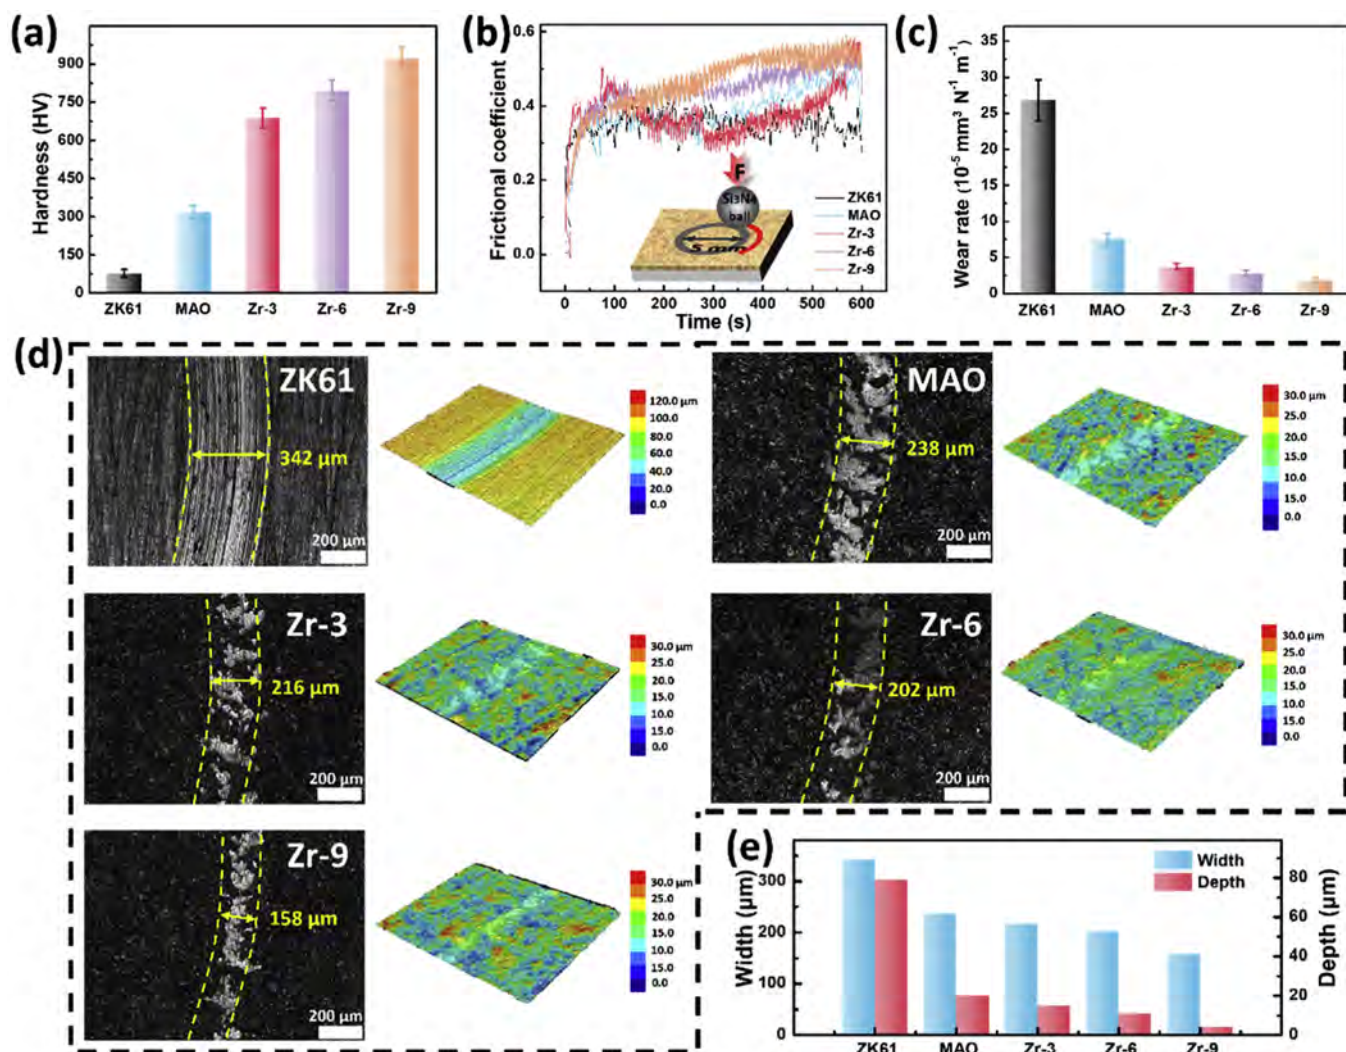 (a)
Hardness (HV)
900
750
600
450
300
150
0
ZK61 MAO Zr-3 Zr-6 Zr-9
(b)
Frictional coefficient
0.6
0.4
0.2
0.0
0 100 200 300 400 500 600
Time (s)
F
Si3N4
ball
5 mm
ZK61
MAO
Zr-3
Zr-6
Zr-9
(c)
Wear rate (10⁻⁵ mm³ N⁻¹ m⁻¹)
35
30
25
20
15
10
5
0
ZK61 MAO Zr-3 Zr-6 Zr-9
(d)
ZK61
342 μm
200 μm
120.0 μm
100.0
80.0
60.0
40.0
20.0
0.0
MAO
238 μm
200 μm
30.0 μm
25.0
20.0
15.0
10.0
15.0
0.0
Zr-3
216 μm
200 μm
30.0 μm
25.0
20.0
15.0
10.0
15.0
0.0
Zr-6
202 μm
200 μm
30.0 μm
25.0
20.0
15.0
10.0
15.0
0.0
Zr-9
158 μm
200 μm
30.0 μm
25.0
20.0
15.0
10.0
15.0
0.0
(e)
Width (μm)
300
200
100
0
Width
Depth
80
60
40
20
0
Depth (μm)
ZK61 MAO Zr-3 Zr-6 Zr-9